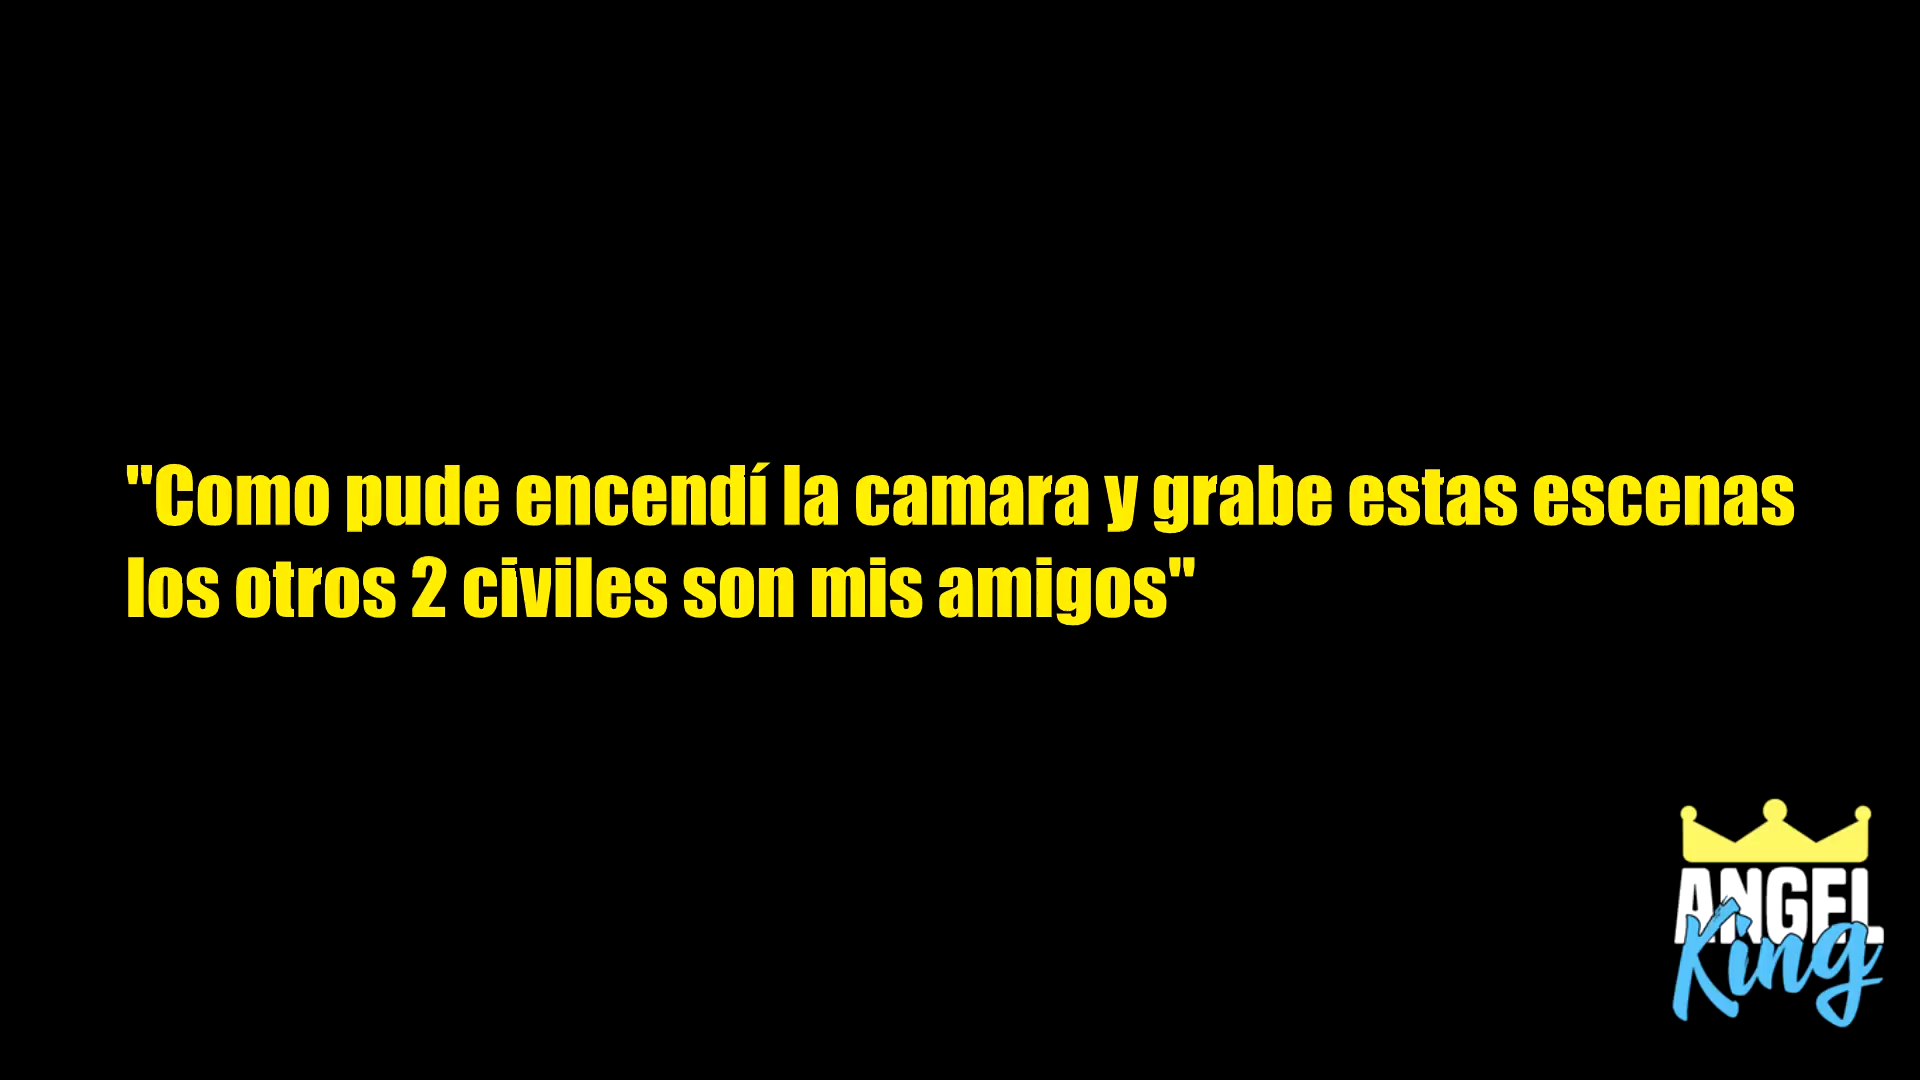 "Como pude encendí la camara y grabe estas escenas
los otros 2 civiles son mis amigos"
ANGEL
King